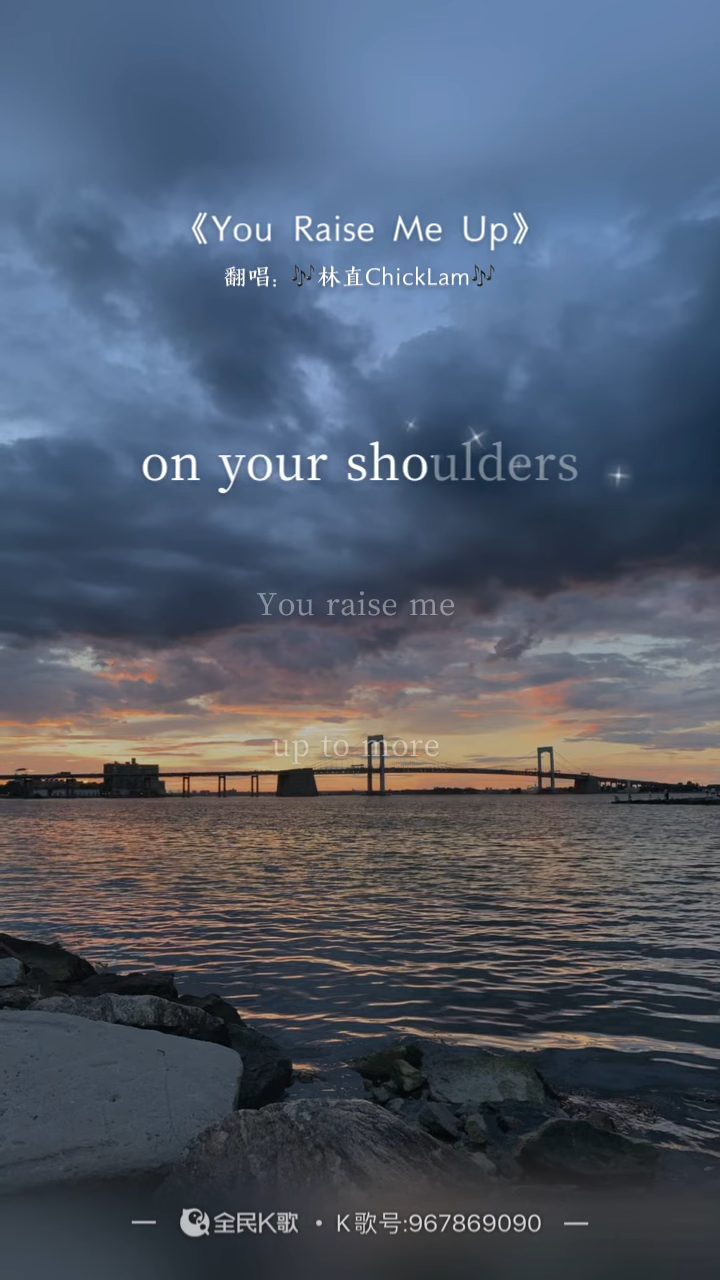 《You Raise Me Up》
翻唱：🎶林直ChickLam🎶
on your shoulders
You raise me
up to more
— 全民K歌 • K歌号:967869090 —